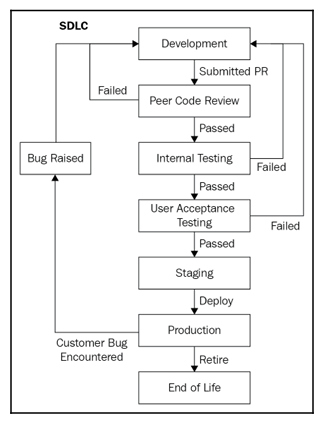 SDLC
Development
Submitted PR
Failed
Peer Code Review
Passed
Bug Raised
Internal Testing
Failed
Passed
User Acceptance
Testing
Failed
Passed
Staging
Deploy
Production
Customer Bug
Encountered
Retire
End of Life